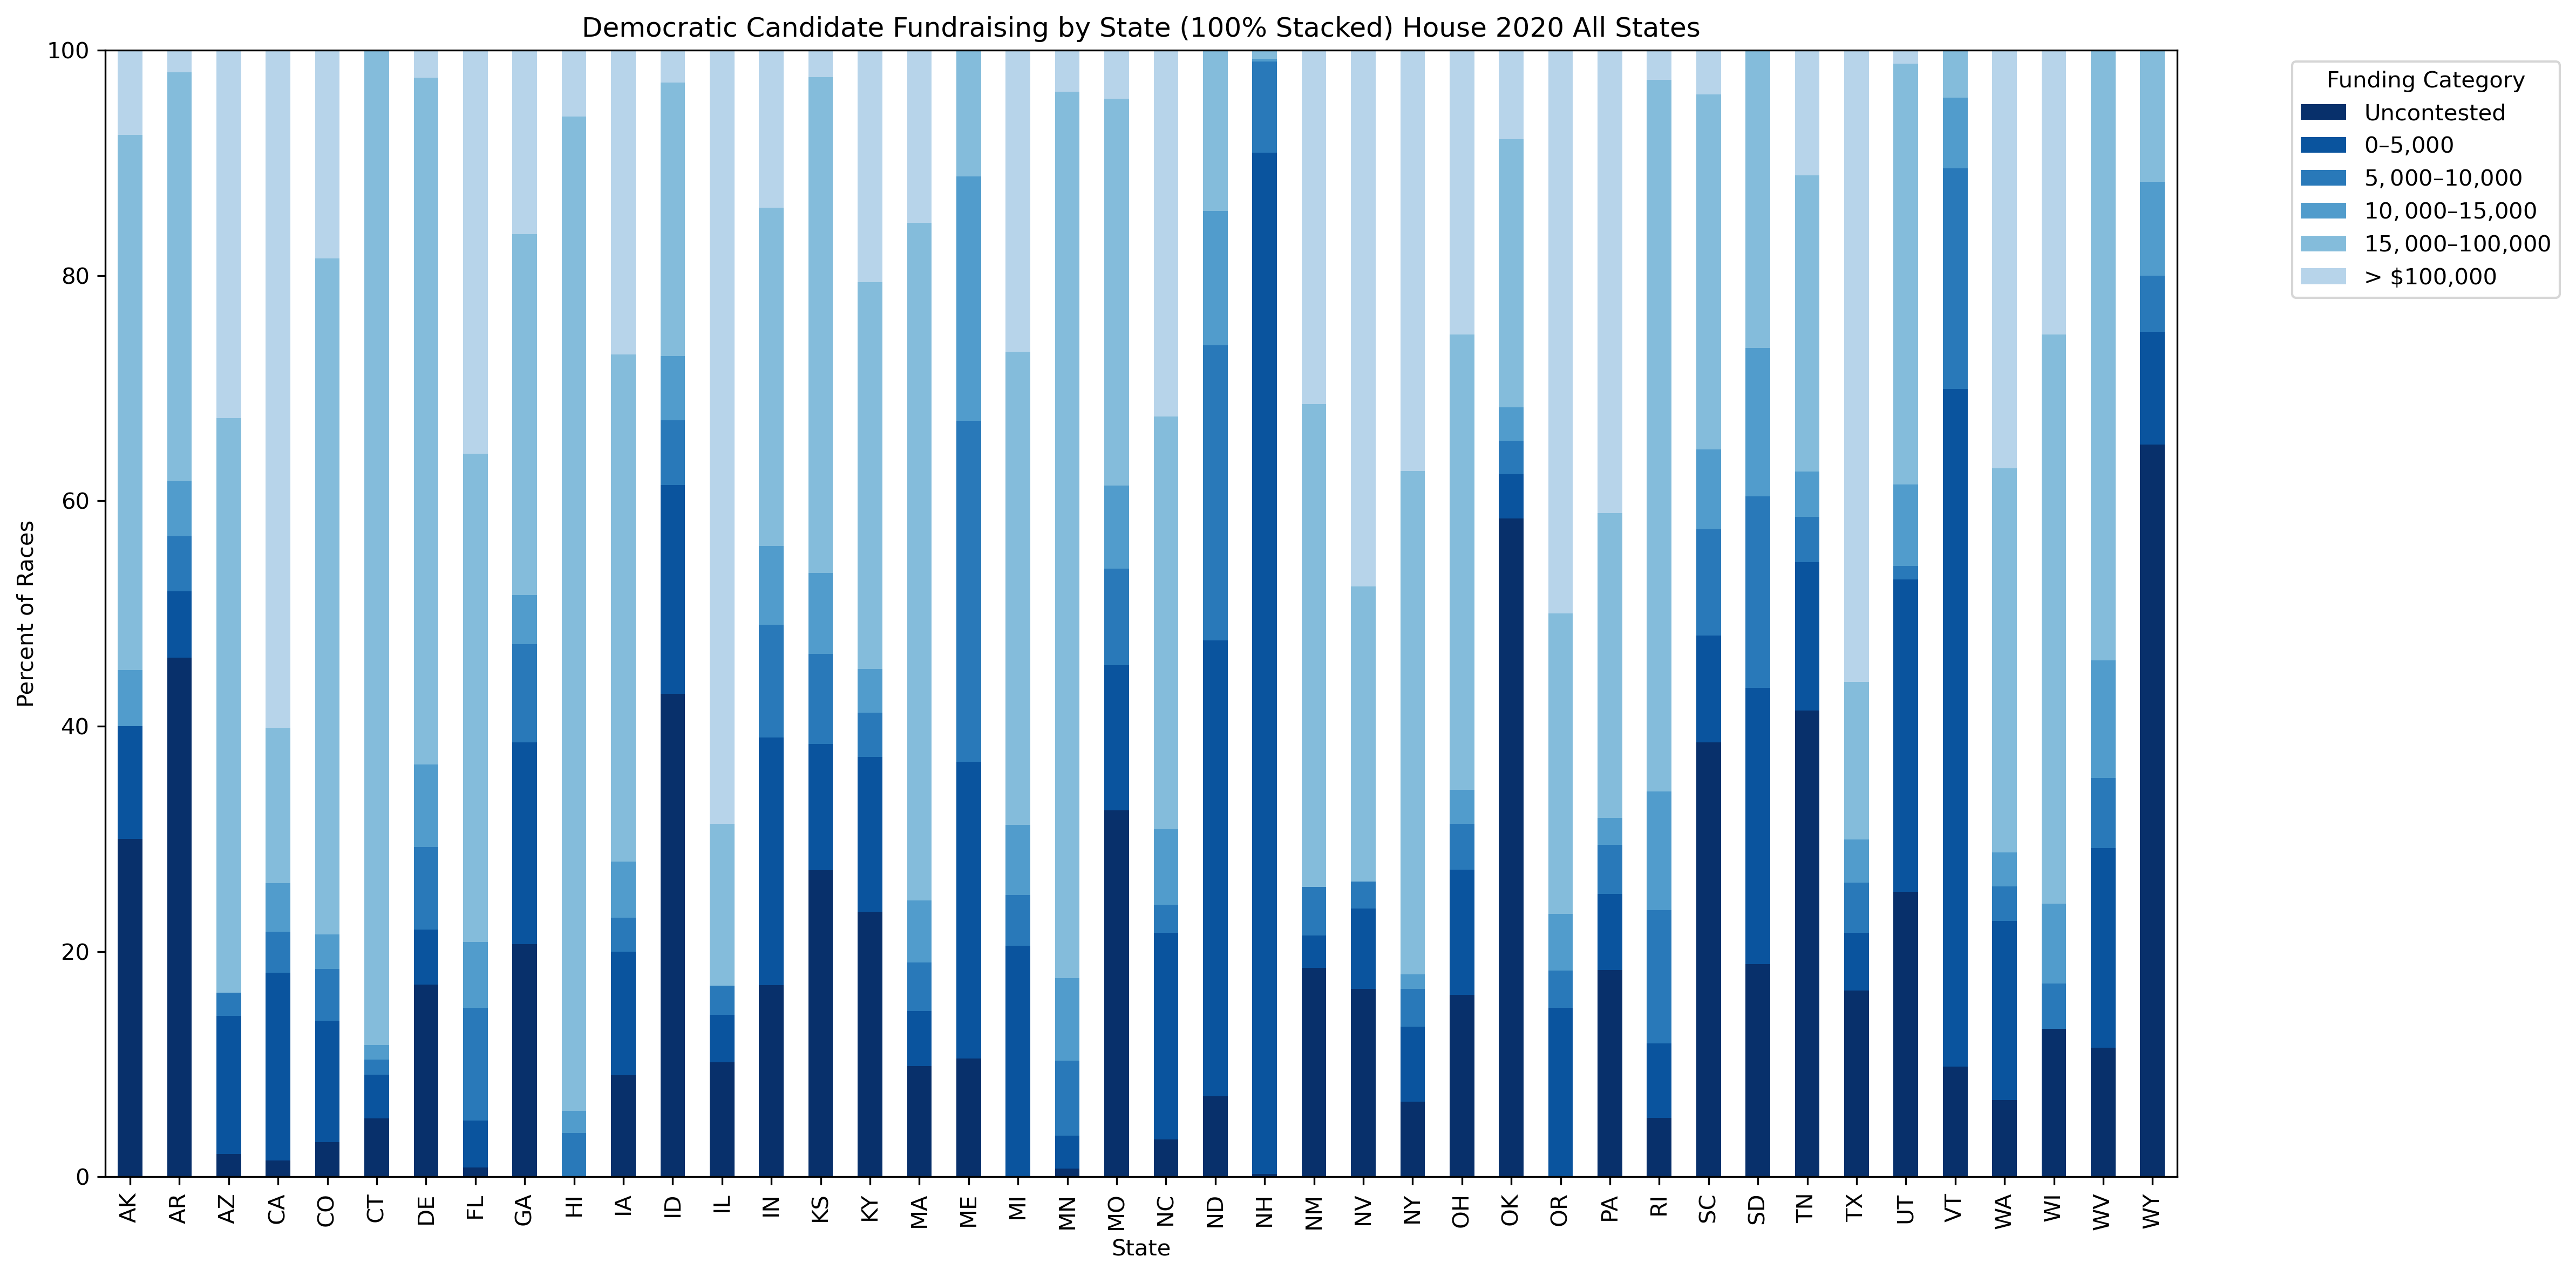 Democratic Candidate Fundraising by State (100% Stacked) House 2020 All States
Percent of Races
100
80
60
40
20
0
AK AR AZ CA CO CT DE FL GA HI IA ID IL IN KS KY MA ME MI MN MO NC ND NH NM NV NY OH OK OR PA RI SC SD TN TX UT VT WA WI WV WY
State
Funding Category
Uncontested
0–5,000
5,000–10,000
10,000–15,000
15,000–100,000
> $100,000